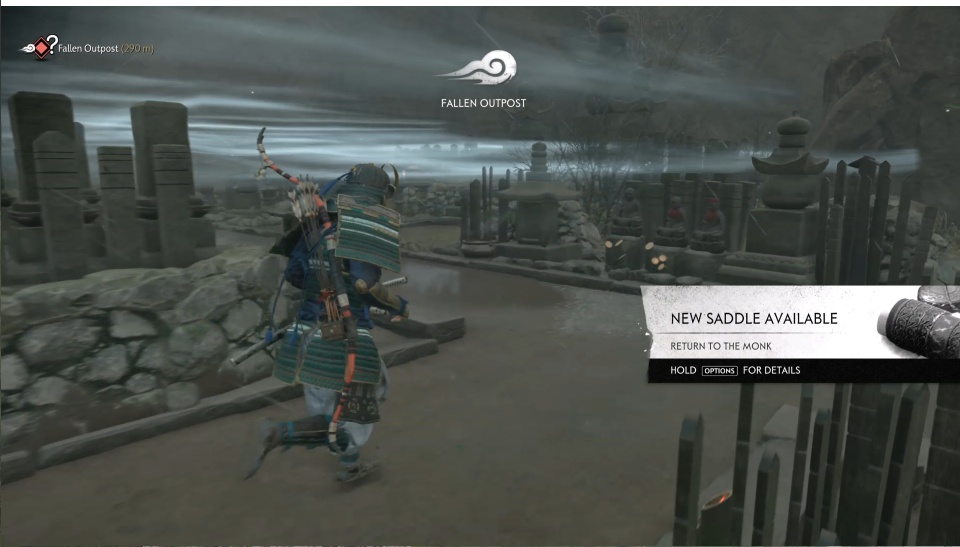 ? Fallen Outpost (290 m)
FALLEN OUTPOST
NEW SADDLE AVAILABLE
RETURN TO THE MONK
HOLD OPTIONS FOR DETAILS